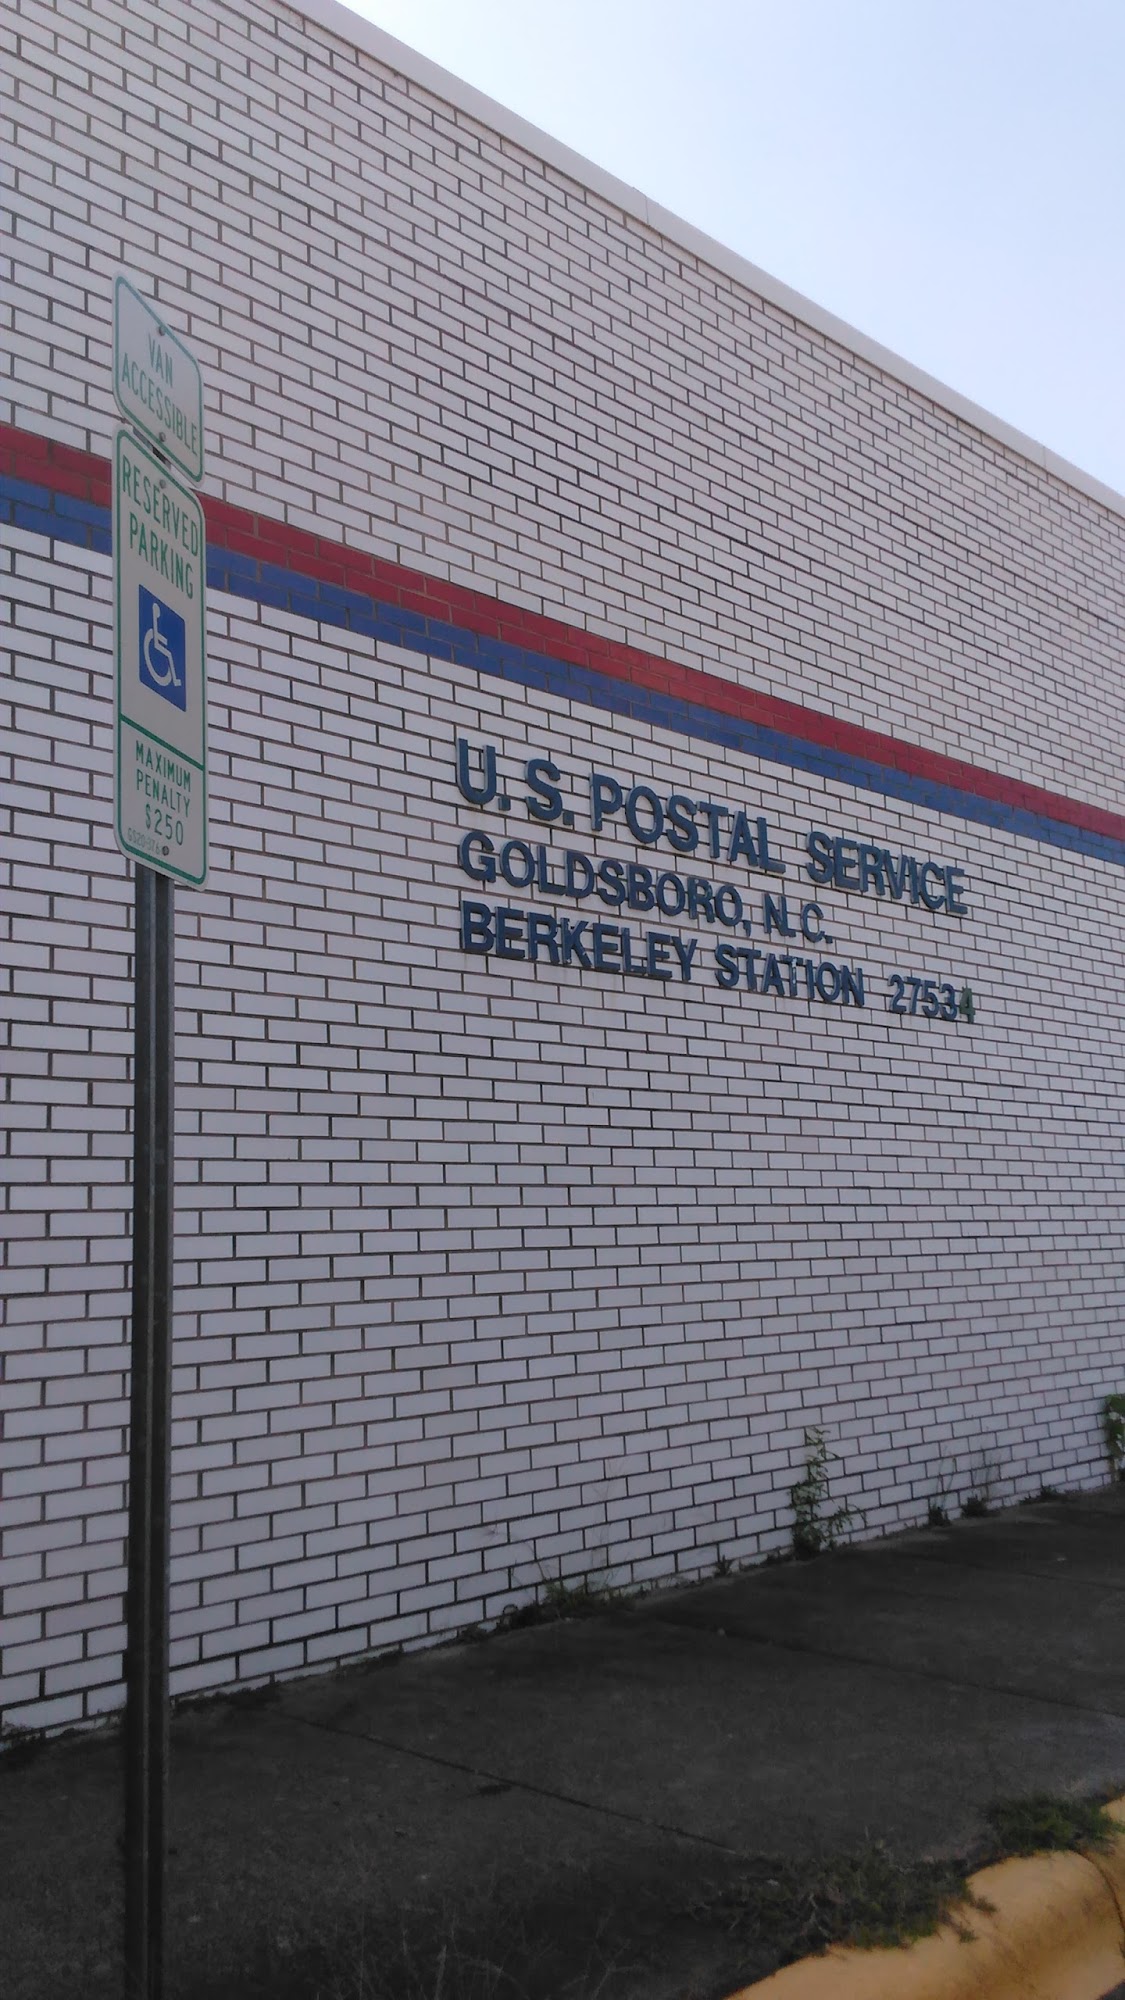 VAN
ACCESSIBLE
RESERVED
PARKING
MAXIMUM
PENALTY
$250
U.S. POSTAL SERVICE
GOLDSBORO, N.C.
BERKELEY STATION 27534